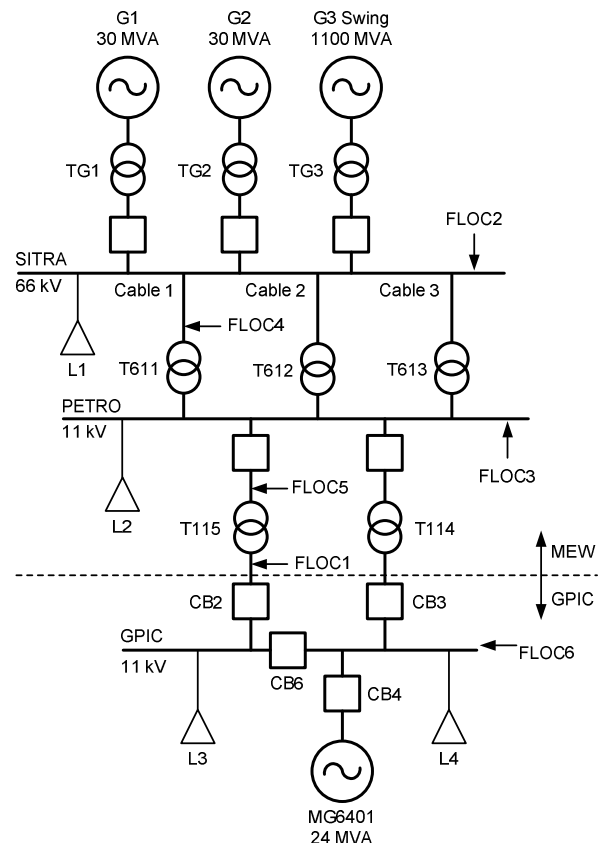 G1
30 MVA
G2
30 MVA
G3 Swing
1100 MVA
TG1
TG2
TG3
SITRA
66 kV
FLOC2
Cable 1
Cable 2
Cable 3
FLOC4
L1
T611
T612
T613
PETRO
11 kV
FLOC3
FLOC5
L2
T115
T114
FLOC1
MEW
GPIC
CB2
CB3
GPIC
11 kV
FLOC6
CB6
CB4
L3
L4
MG6401
24 MVA